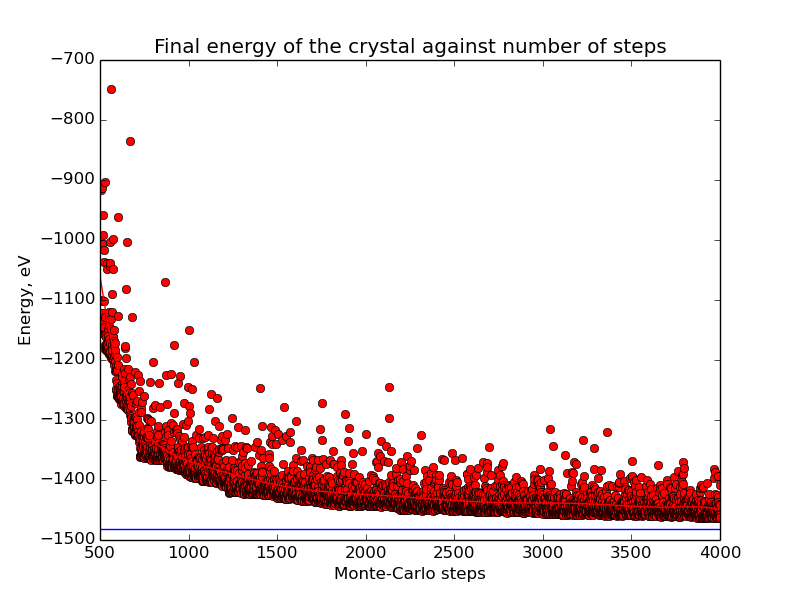 Final energy of the crystal against number of steps
−700
−800
−900
−1000
−1100
−1200
−1300
−1400
−1500
Energy, eV
500 1000 1500 2000 2500 3000 3500 4000
Monte-Carlo steps